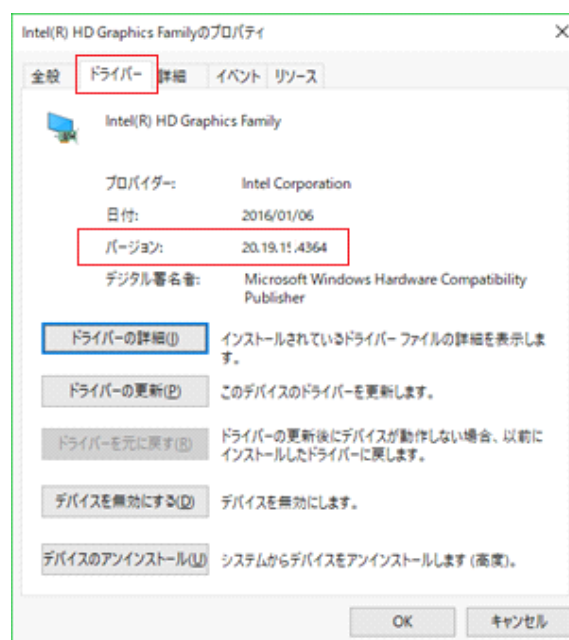 Intel(R) HD Graphics Familyのプロパティ
全般 ドライバー 詳細 イベント リソース
Intel(R) HD Graphics Family
プロバイダー: Intel Corporation
日付: 2016/01/06
バージョン: 20.19.15.4364
デジタル署名者: Microsoft Windows Hardware Compatibility
Publisher
ドライバーの詳細(I) インストールされているドライバー ファイルの詳細を表示しま
す。
ドライバーの更新(P) このデバイスのドライバーを更新します。
ドライバーを元に戻す(R) ドライバーの更新後にデバイスが動作しない場合、以前に
インストールしたドライバーに戻します。
デバイスを無効にする(D) デバイスを無効にします。
デバイスのアンインストール(U) システムからデバイスをアンインストールします (高度)。
OK キャンセル